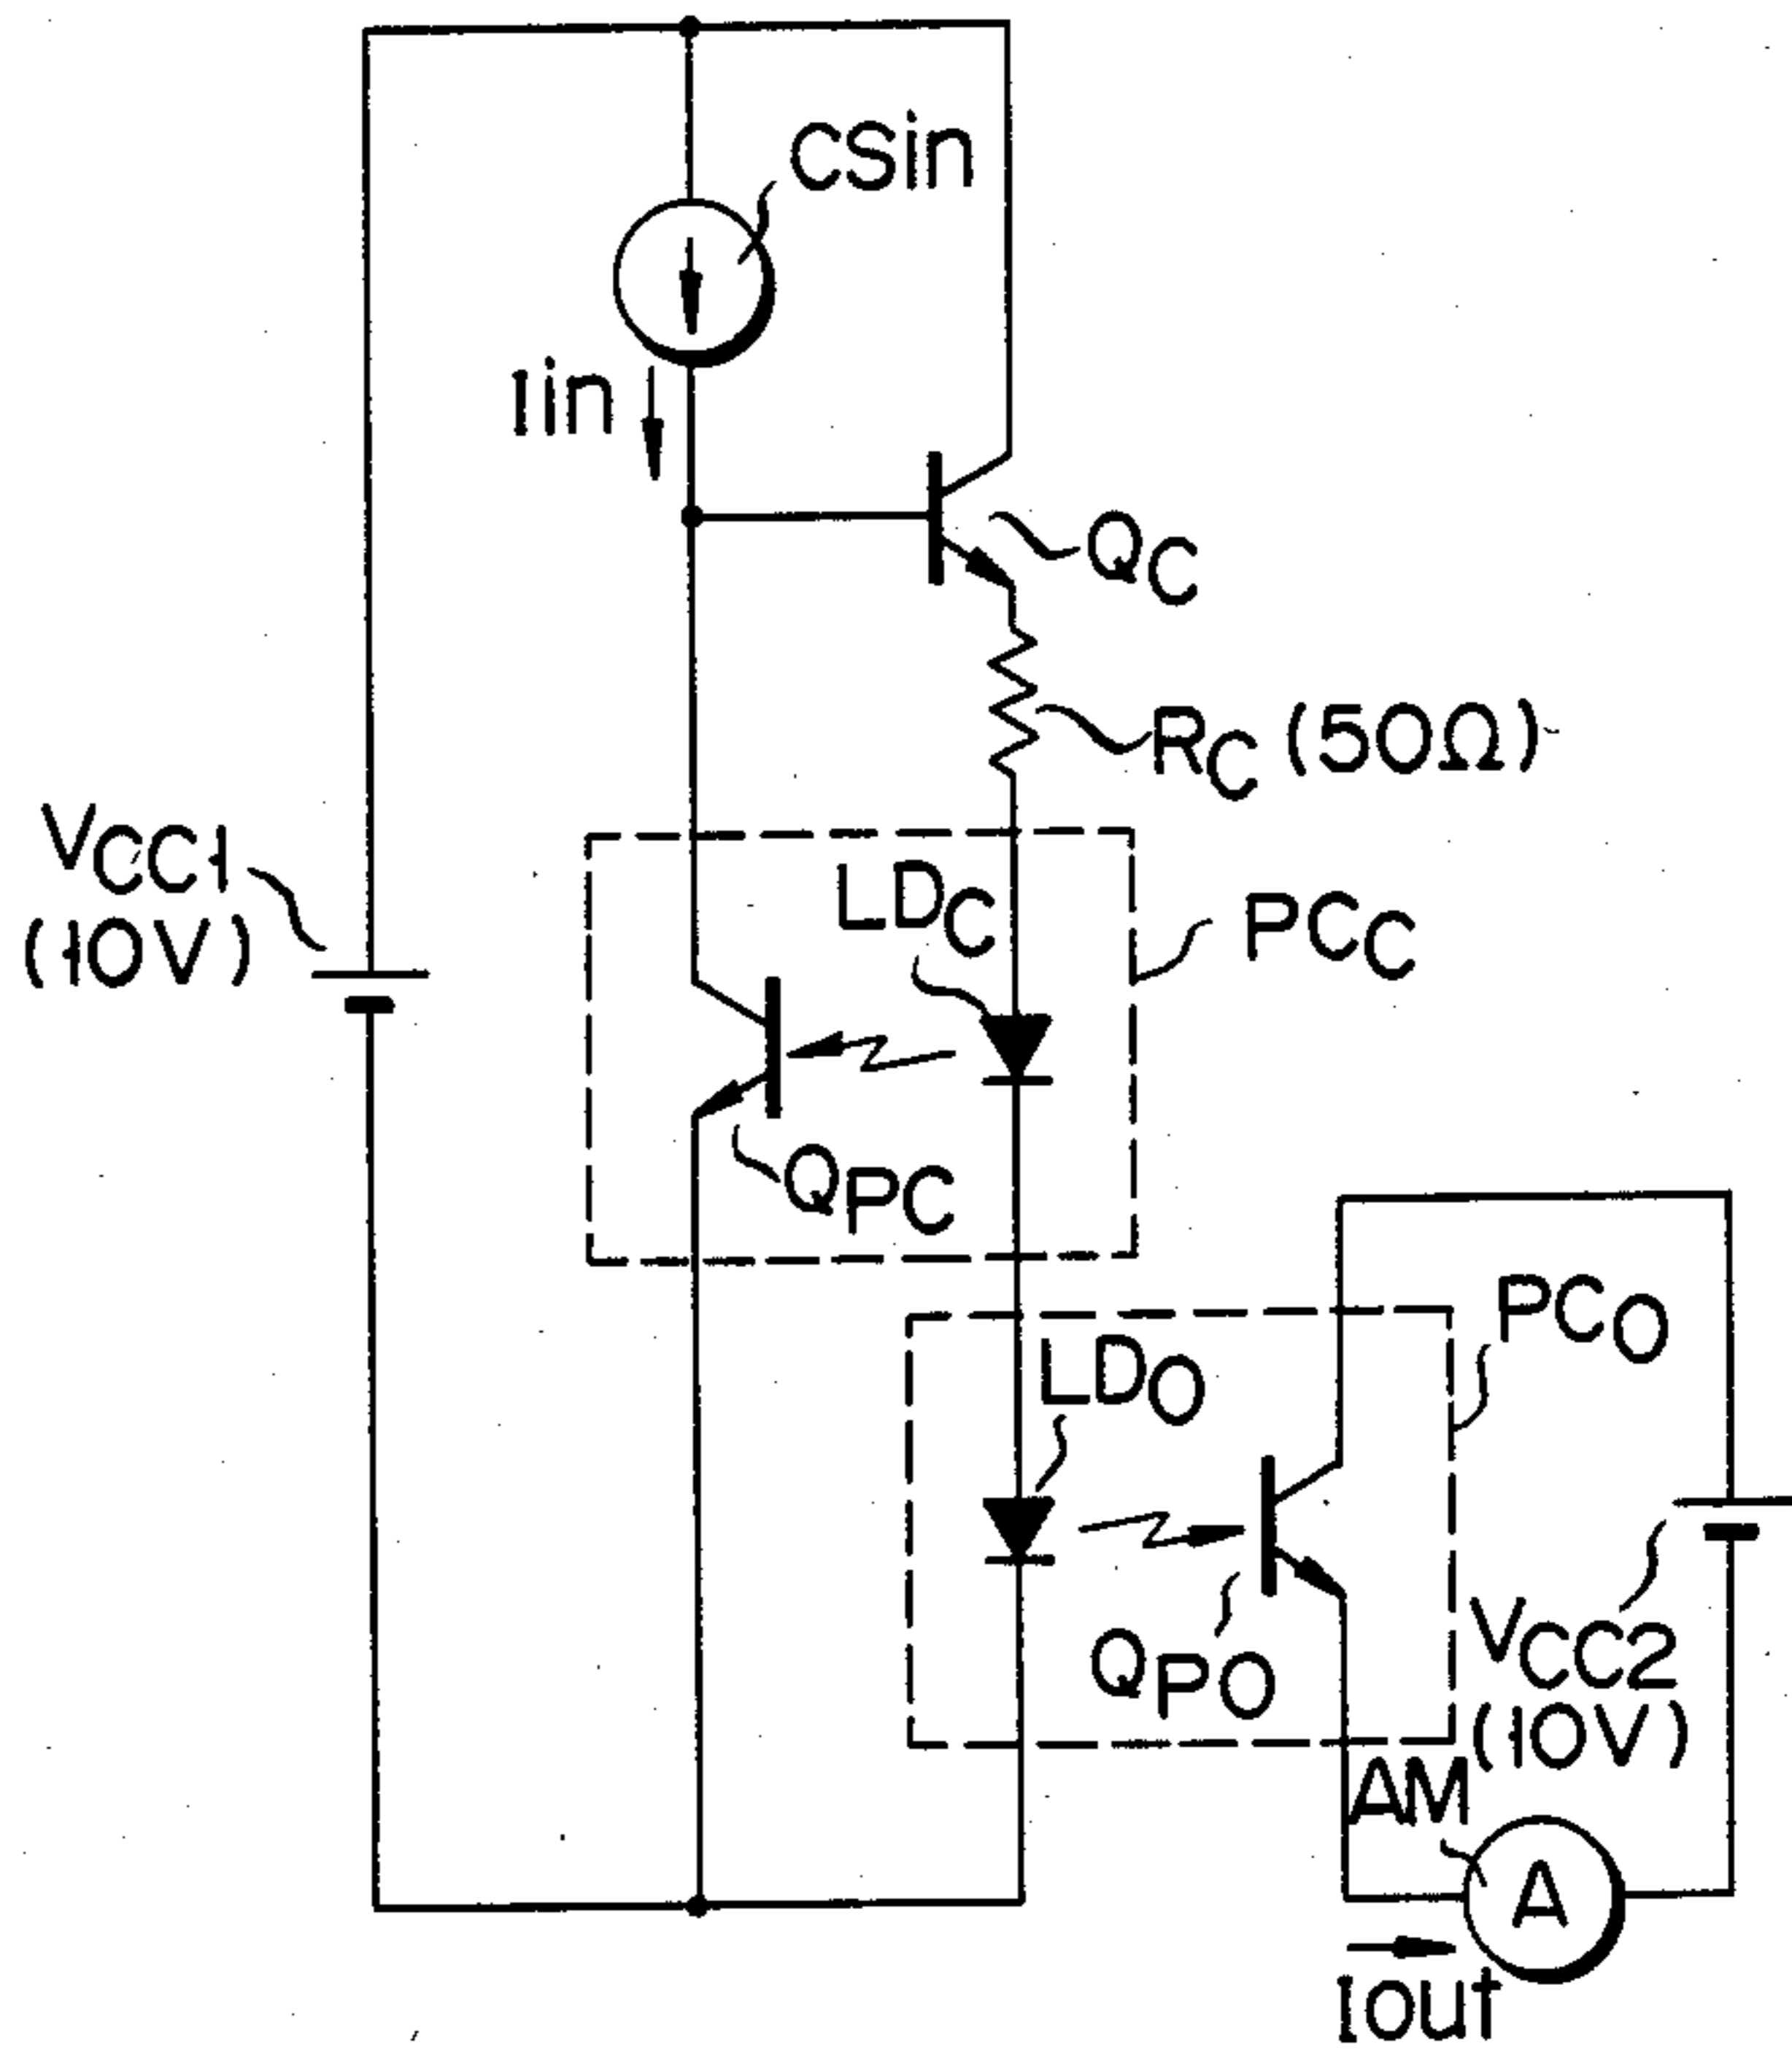 CSin
Iin
QC
RC (50Ω)
VCC1
(10V)
LDC
PCC
QPC
PCO
LDO
QPO
VCC2
(10V)
AM
A
Iout